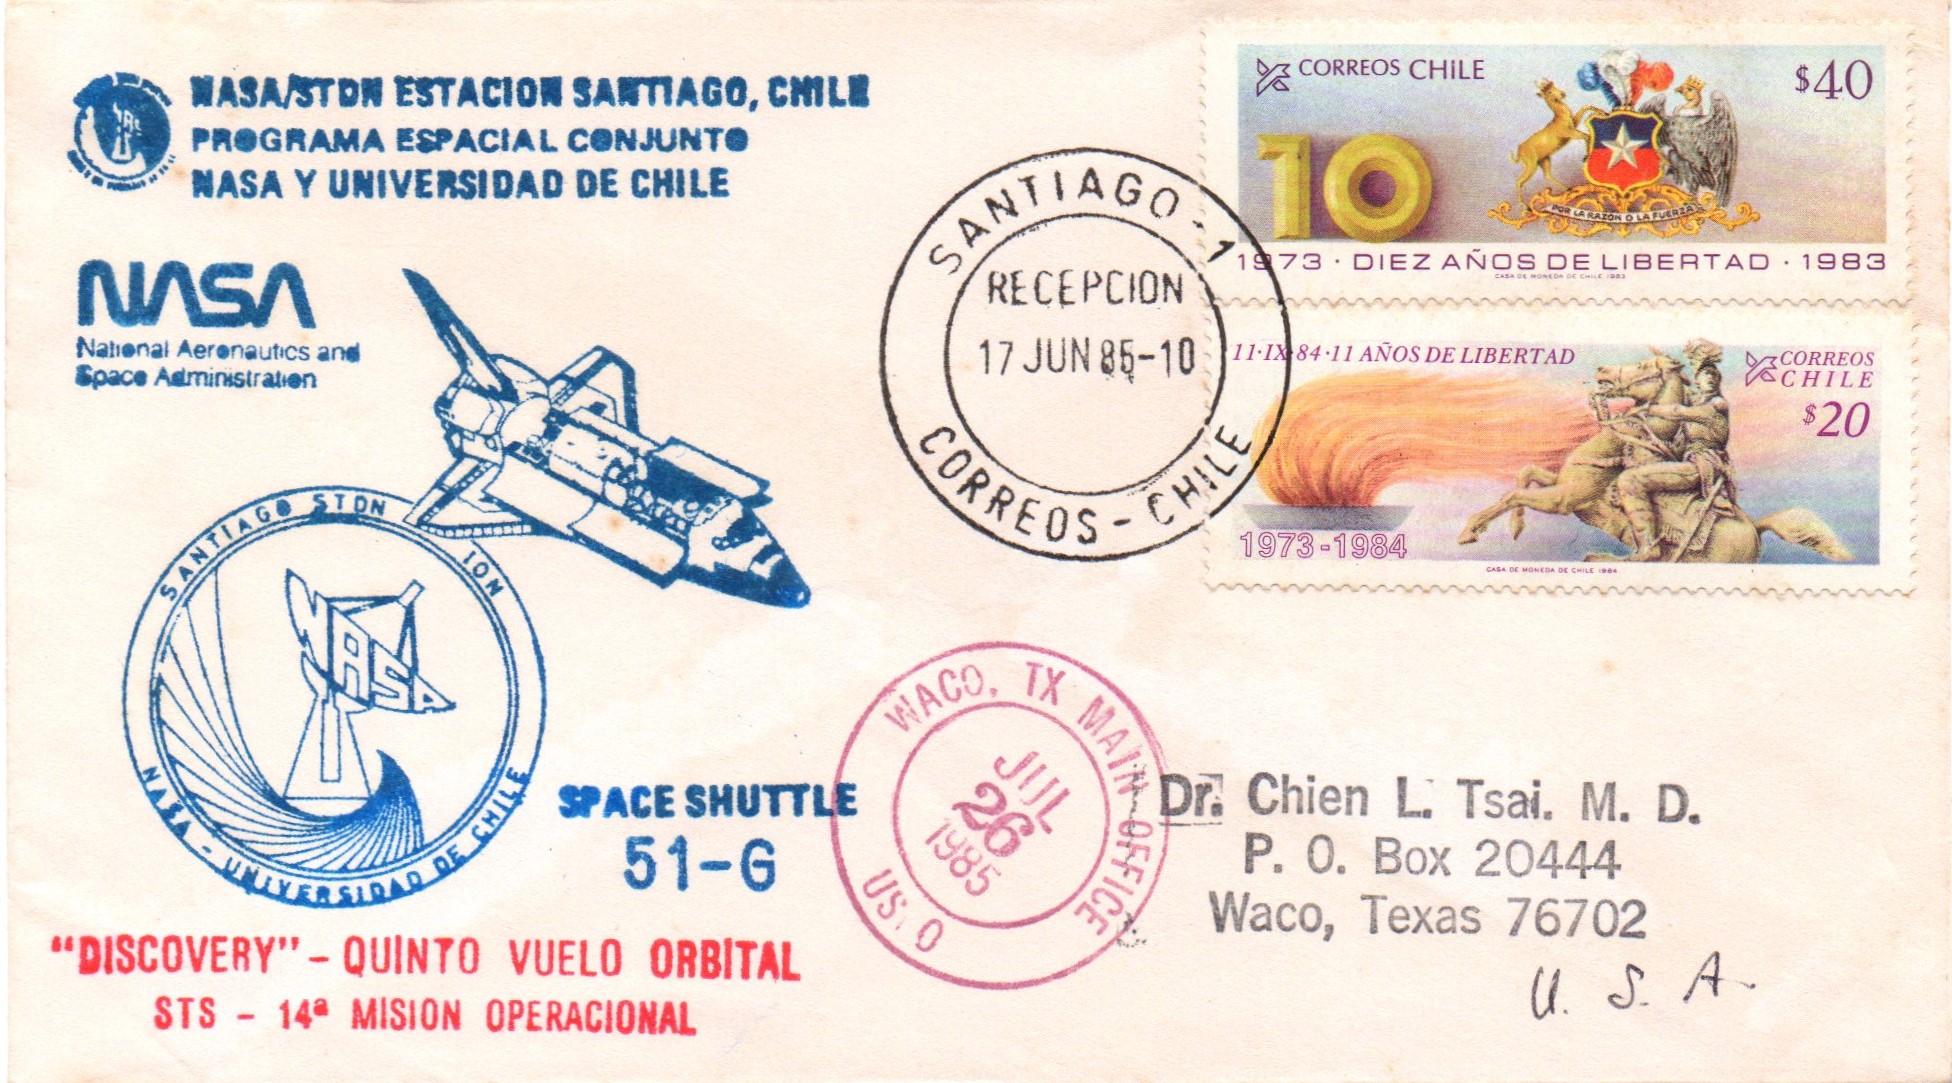 NASA/STDN ESTACION SANTIAGO, CHILE
PROGRAMA ESPACIAL CONJUNTO
NASA Y UNIVERSIDAD DE CHILE
NASA
National Aeronautics and
Space Administration
SANTIAGO STDN
ION
NASA
NASA - UNIVERSIDAD DE CHILE
SPACE SHUTTLE
51-G
"DISCOVERY" - QUINTO VUELO ORBITAL
STS - 14ª MISION OPERACIONAL
SANTIAGO - 1
RECEPCION
17 JUN 85-10
CORREOS - CHILE
CORREOS CHILE
$40
10
POR LA RAZON O LA FUERZA
1973 · DIEZ AÑOS DE LIBERTAD · 1983
CASA DE MONEDA DE CHILE 1983
11·IX·84·11 AÑOS DE LIBERTAD
CORREOS
CHILE
$20
1973-1984
CASA DE MONEDA DE CHILE 1984
WACO, TX MAIN OFFICE
JUL
26
1985
Dr. Chien L. Tsai. M. D.
P. O. Box 20444
Waco, Texas 76702
U. S. A.